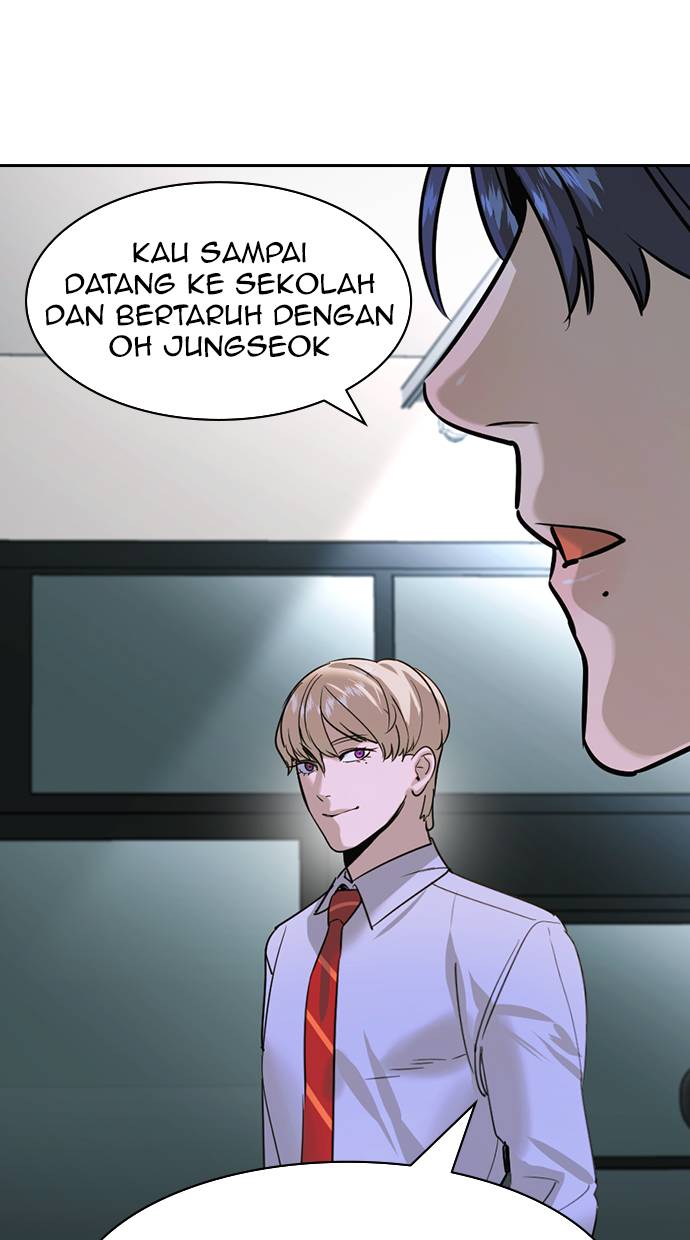 KAU SAMPAI
DATANG KE SEKOLAH
DAN BERTARUH DENGAN
OH JUNGSEOK